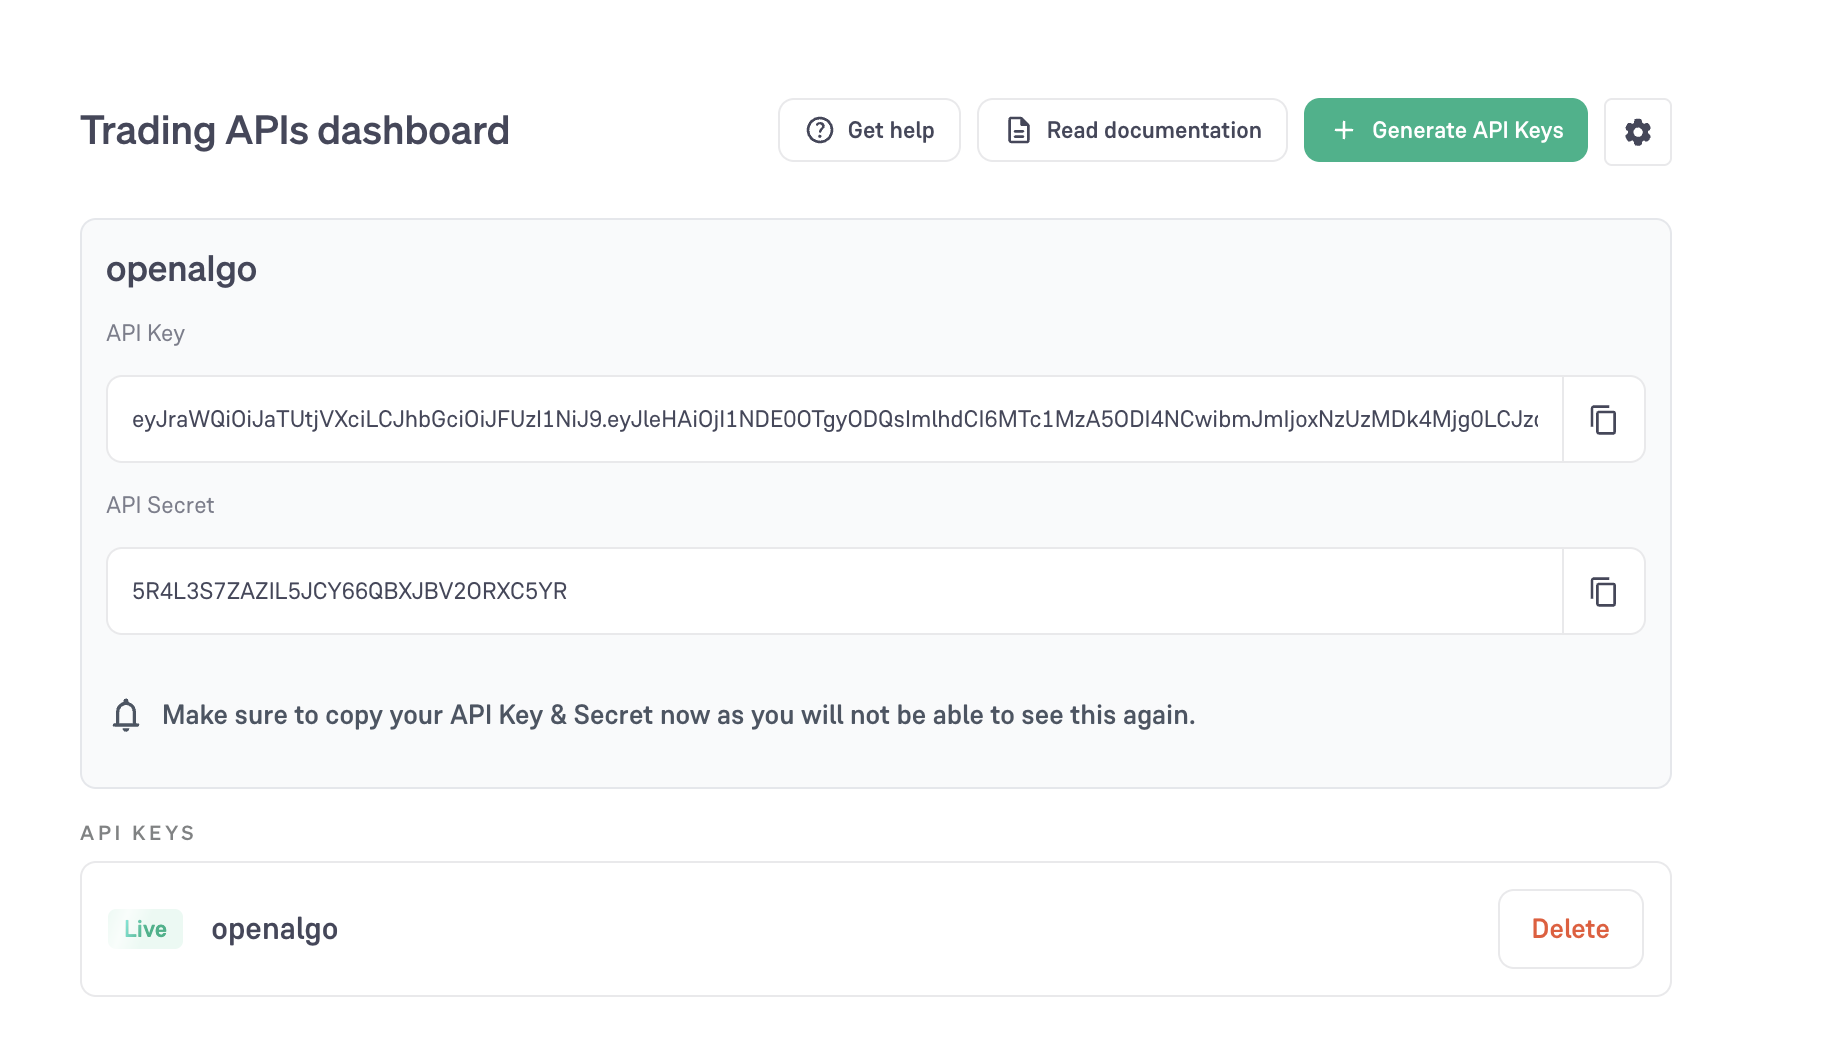 Trading APIs dashboard
Get help
Read documentation
Generate API Keys
openalgo
API Key
eyJraWQiOiJaTUtjVXciLCJhbGciOiJFUzI1NiJ9.eyJleHAiOjI1NDE0OTgyODQsImlhdCI6MTc1MzA5ODI4NCwibmJmIjoxNzUzMDk4Mjg0LCJz
API Secret
5R4L3S7ZAZIL5JCY66QBXJBV2ORXC5YR
Make sure to copy your API Key & Secret now as you will not be able to see this again.
API KEYS
Live
openalgo
Delete